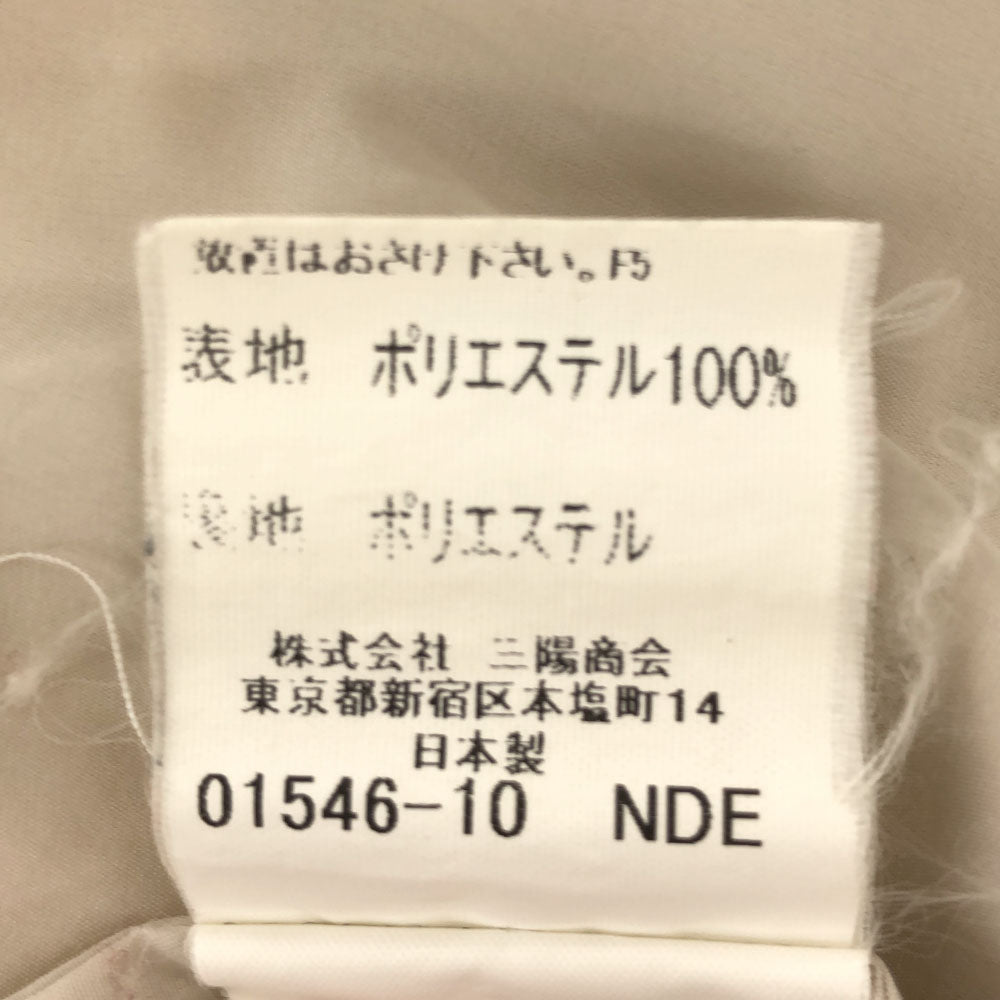 はおさけ下さい。F5
表地 ポリエステル100%
裏地 ポリエステル
株式会社 三陽商会
東京都新宿区本塩町14
日本製
01546-10 NDE